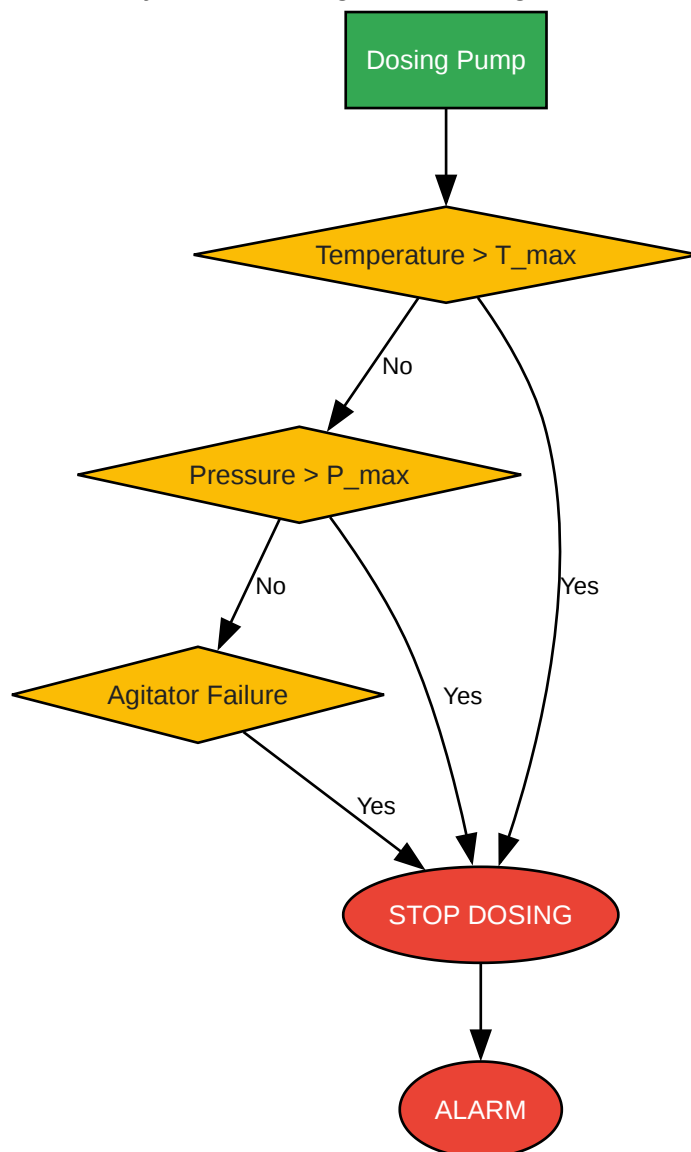 Dosing Pump
Temperature > T_max
No
Pressure > P_max
No
Yes
Agitator Failure
Yes
Yes
STOP DOSING
ALARM